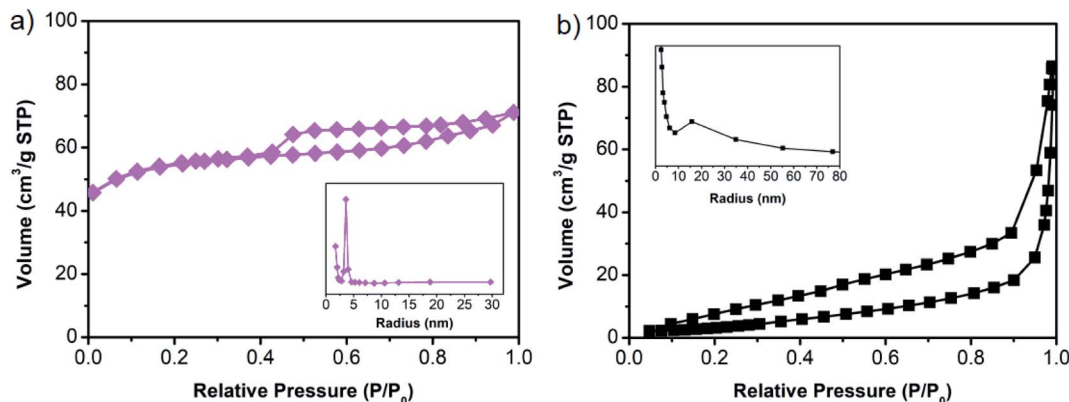 a)
100
80
60
40
20
0
Volume (cm³/g STP)
0.0 0.2 0.4 0.6 0.8 1.0
Relative Pressure (P/P₀)
0 5 10 15 20 25 30
Radius (nm)
b)
100
80
60
40
20
0
Volume (cm³/g STP)
0.0 0.2 0.4 0.6 0.8 1.0
Relative Pressure (P/P₀)
0 10 20 30 40 50 60 70 80
Radius (nm)